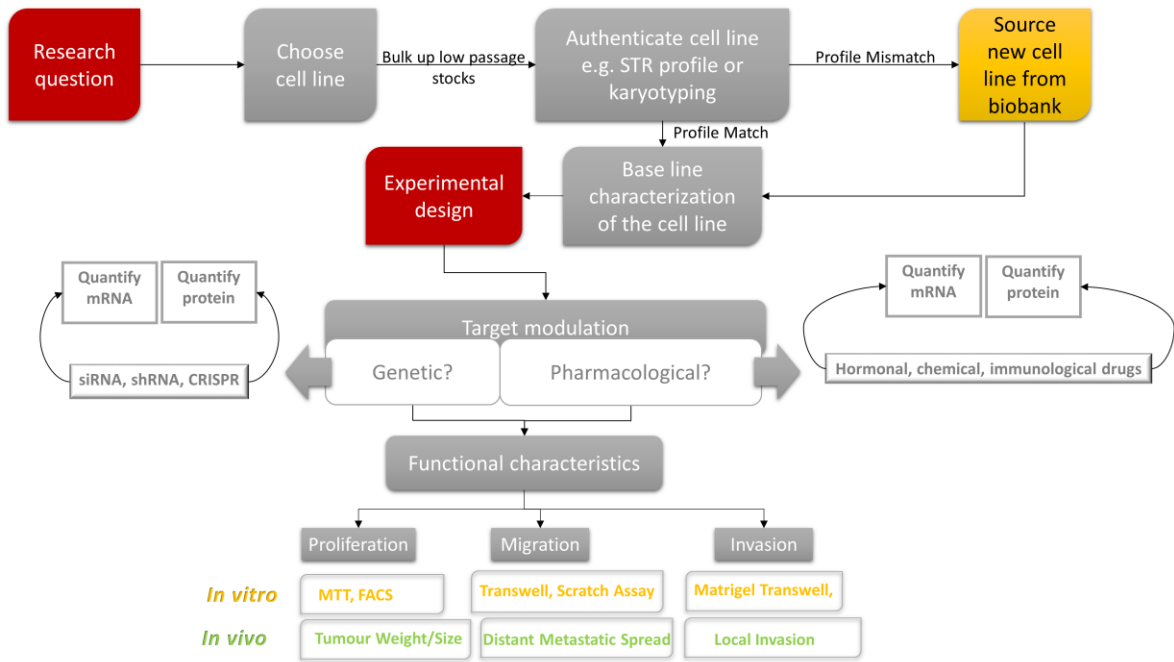 Research
question
Choose
cell line
Bulk up low passage
stocks
Authenticate cell line
e.g. STR profile or
karyotyping
Profile Mismatch
Source
new cell
line from
biobank
Profile Match
Experimental
design
Base line
characterization
of the cell line
Quantify
mRNA
Quantify
protein
siRNA, shRNA, CRISPR
Target modulation
Genetic?
Pharmacological?
Quantify
mRNA
Quantify
protein
Hormonal, chemical, immunological drugs
Functional characteristics
Proliferation
Migration
Invasion
In vitro
MTT, FACS
Transwell, Scratch Assay
Matrigel Transwell,
In vivo
Tumour Weight/Size
Distant Metastatic Spread
Local Invasion